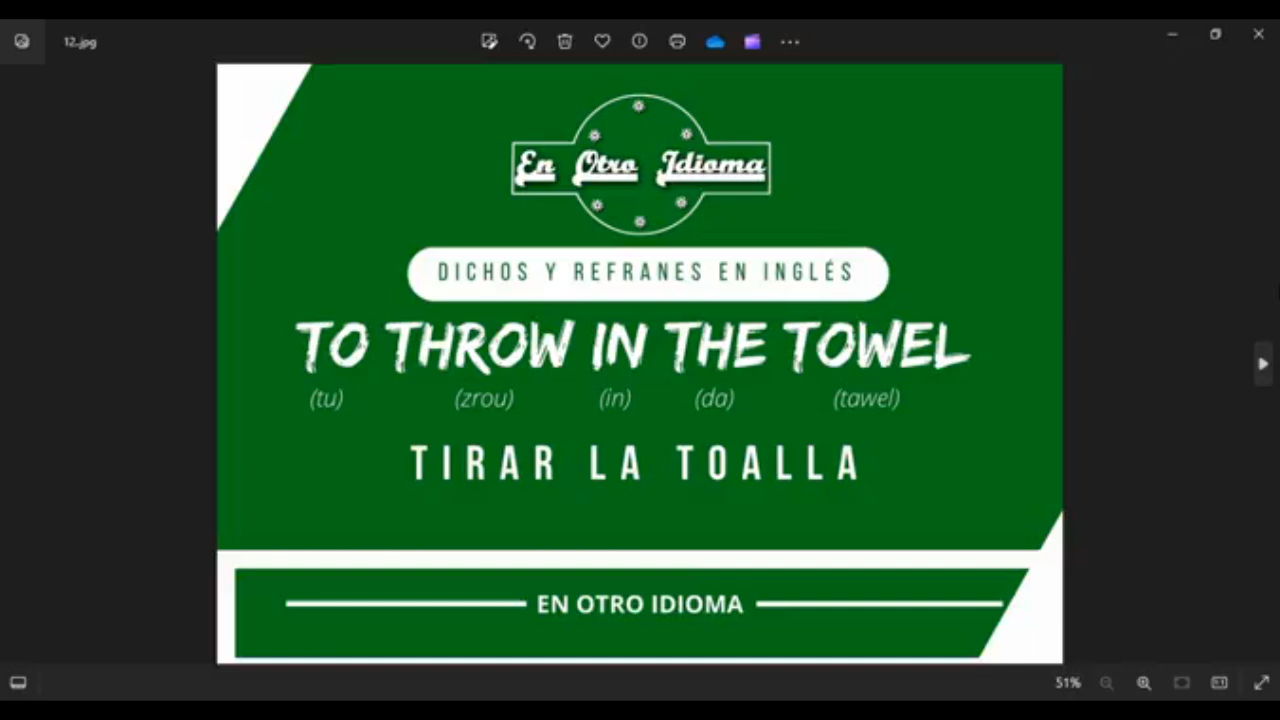 12..jpg
En Otro Idioma
DICHOS Y REFRANES EN INGLÉS
TO THROW IN THE TOWEL
(tu) (zrou) (in) (da) (tawel)
TIRAR LA TOALLA
EN OTRO IDIOMA
51%